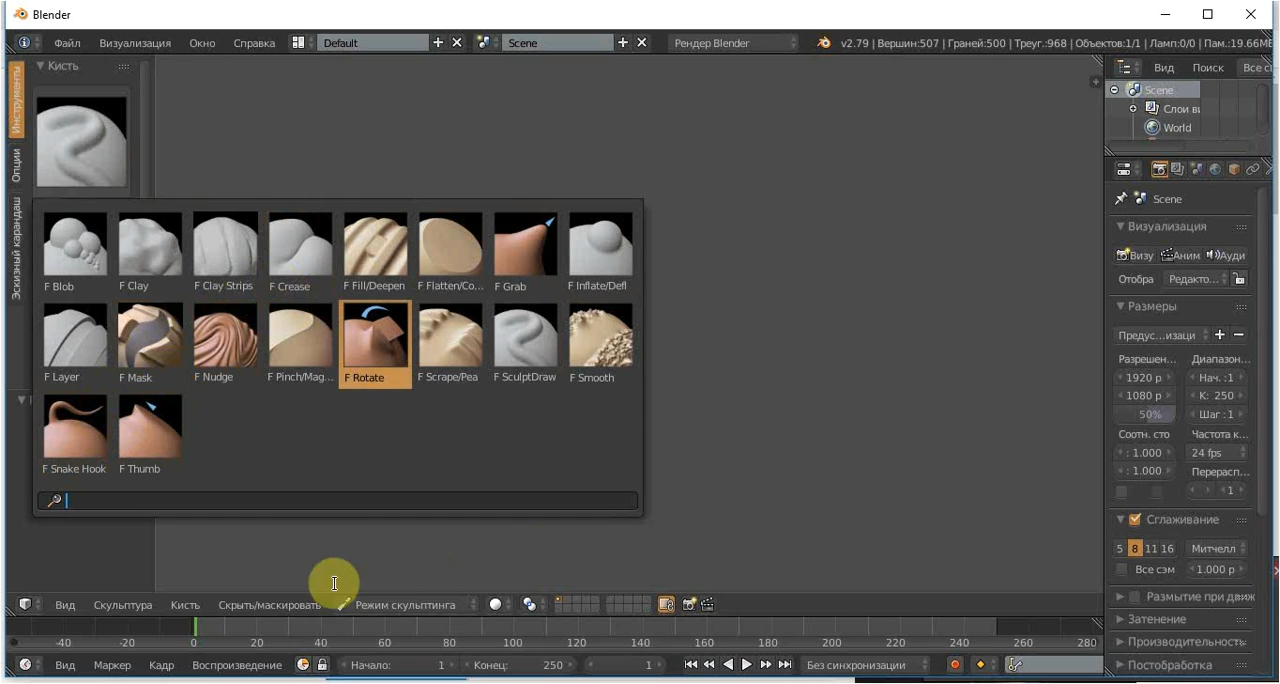 Blender
Файл Визуализация Окно Справка Default Scene Рендер Blender v2.79 | Вершин:507 | Граней:500 | Треуг.:968 | Объектов:1/1 | Ламп:0/0 | Пам.:19.66МБ
Инструменты
Опции
Эскизный карандаш
Кисть
F Blob F Clay F Clay Strips F Crease F Fill/Deepen F Flatten/Co... F Grab F Inflate/Defl
F Layer F Mask F Nudge F Pinch/Mag... F Rotate F Scrape/Pea F SculptDraw F Smooth
F Snake Hook F Thumb
Вид Поиск Все с
Scene
Слои ви
World
Scene
Визуализация
Визу Аним Ауди
Отобра Редакто...
Размеры
Предус...изаци
Разрешен... Диапазон...
1920 p Нач. :1
1080 p К: 250
50% Шаг : 1
Соотн. сто Частота к...
: 1.000 24 fps
: 1.000 Перерасп...
1
Сглаживание
5 8 11 16 Митчелл
Все сэм 1.000 p
Размытие при движ
Затенение
Производительность
Постобработка
Вид Скульптура Кисть Скрыть/маскировать Режим скульптинга
-40 -20 0 20 40 60 80 100 120 140 160 180 200 220 240 260 280
Вид Маркер Кадр Воспроизведение Начало: 1 Конец: 250 1 Без синхронизации